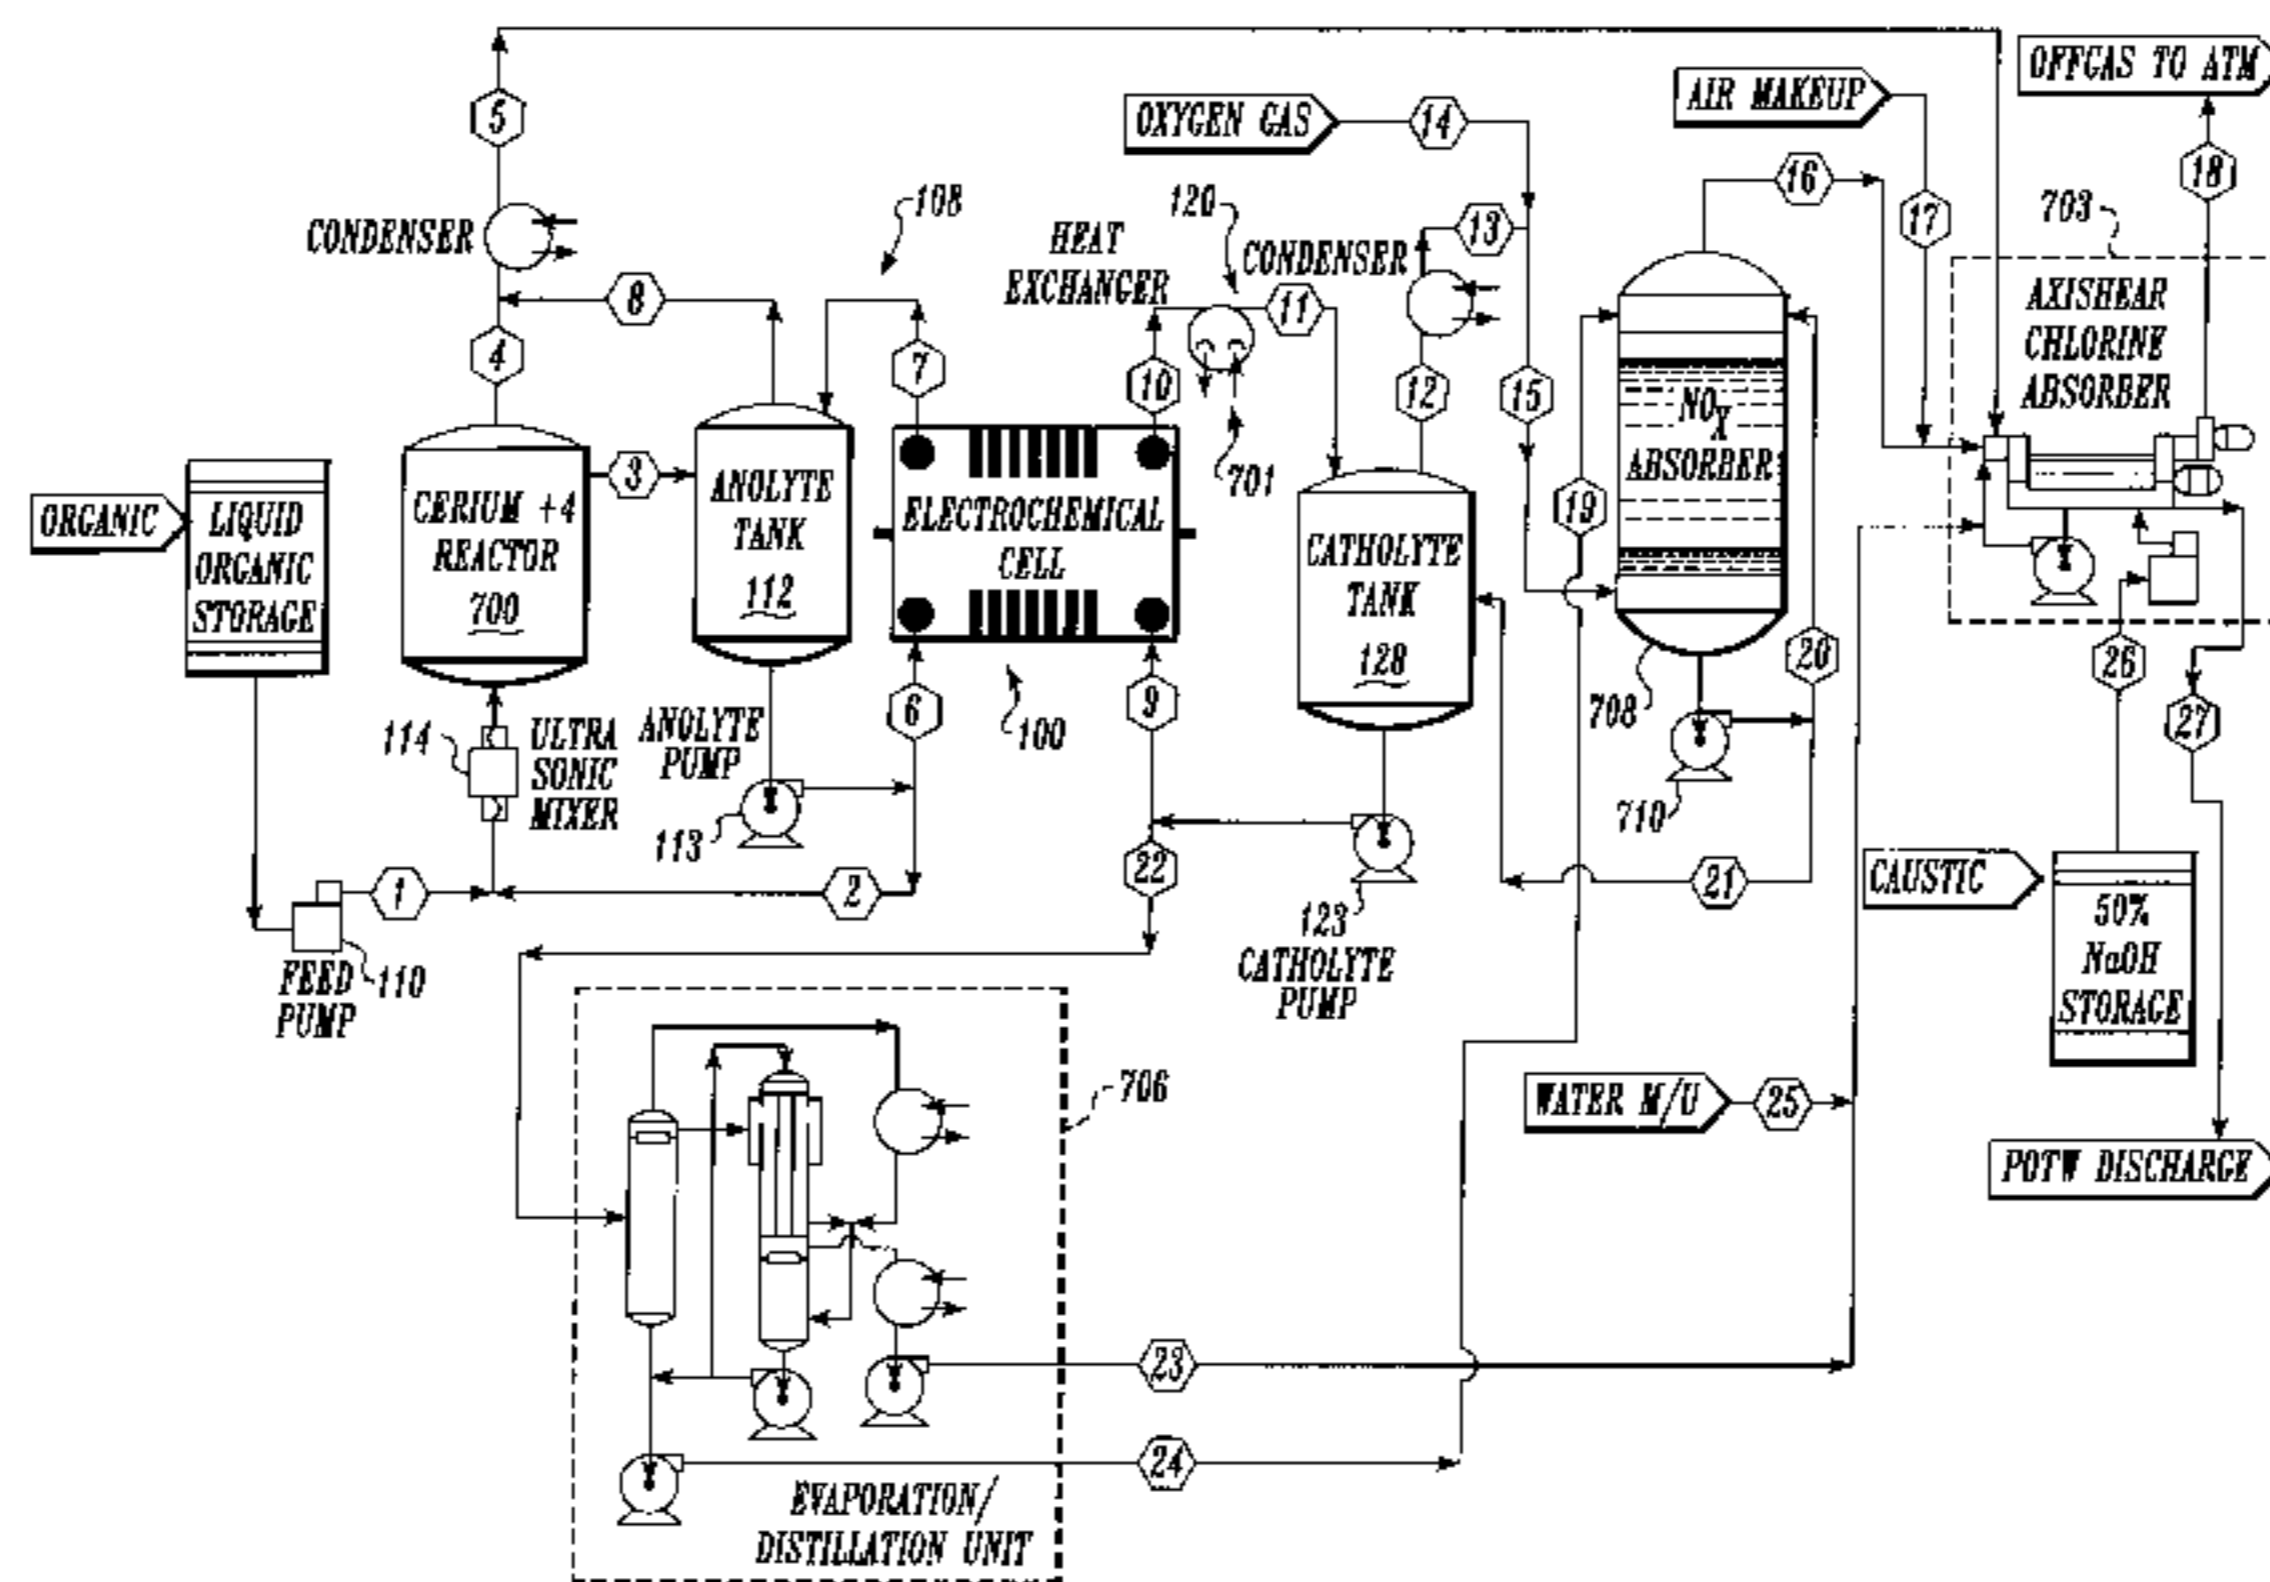 OFFGAS TO ATM
AIR MAKEUP
OXYGEN GAS
14
5
16
18
17
703
108
120
13
CONDENSER
HEAT
EXCHANGER
CONDENSER
8
11
AXISHEAR
CHLORINE
ABSORBER
4
7
10
12
15
NOX
ABSORBER
701
3
19
ORGANIC
LIQUID
ORGANIC
STORAGE
CERIUM +4
REACTOR
700
ANOLYTE
TANK
112
ELECTROCHEMICAL
CELL
CATHOLYTE
TANK
128
20
26
6
9
100
708
27
114
ULTRA
SONIC
MIXER
ANOLYTE
PUMP
113
710
22
1
2
21
CAUSTIC
50%
NaOH
STORAGE
123
CATHOLYTE
PUMP
FEED
PUMP
110
706
WATER M/U
25
POTW DISCHARGE
23
24
EVAPORATION/
DISTILLATION UNIT